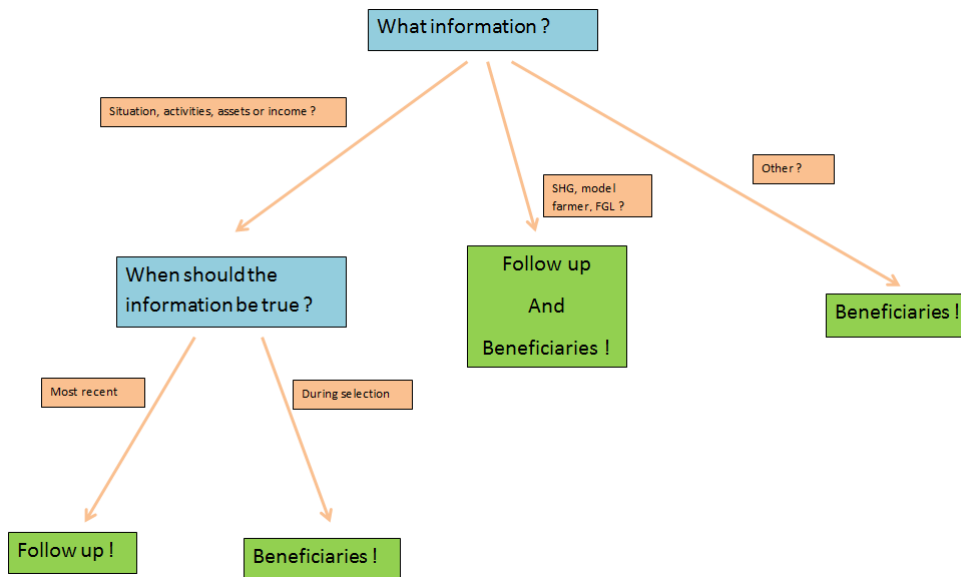 What information ?
Situation, activities, assets or income ?
Other ?
SHG, model
farmer, FGL ?
When should the
information be true ?
Follow up
And
Beneficiaries !
Beneficiaries !
Most recent
During selection
Follow up !
Beneficiaries !